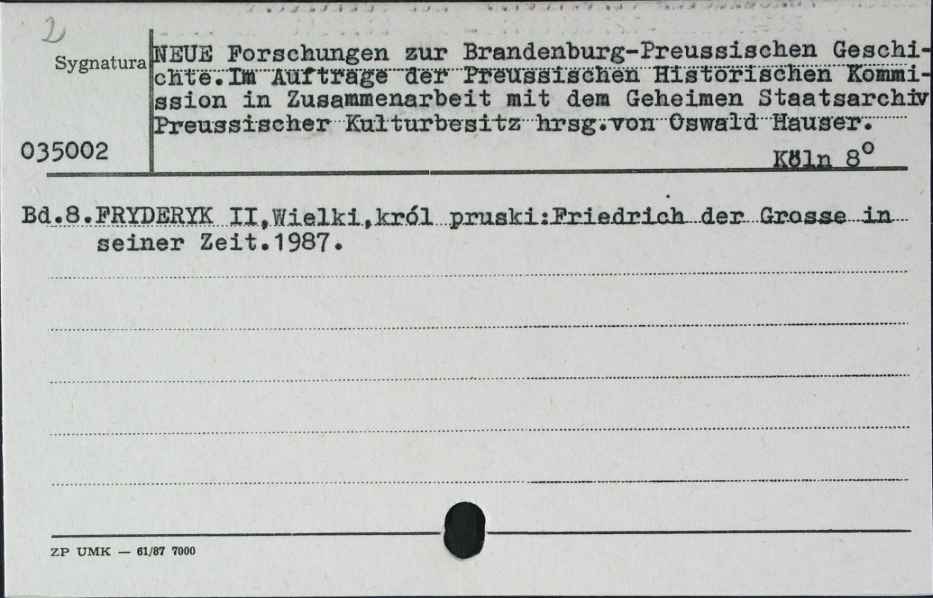 2
Sygnatura
NEUE Forschungen zur Brandenburg-Preussischen Geschi-
chte.Im Auftrage der Preussischen Historischen Kommi-
ssion in Zusammenarbeit mit dem Geheimen Staatsarchiv
Preussischer Kulturbesitz hrsg.von Oswald Hauser.
035002
Köln 8°
Bd.8.FRYDERYK II,Wielki,król pruski:Friedrich der Grosse in
seiner Zeit.1987.
ZP UMK — 61/87 7000